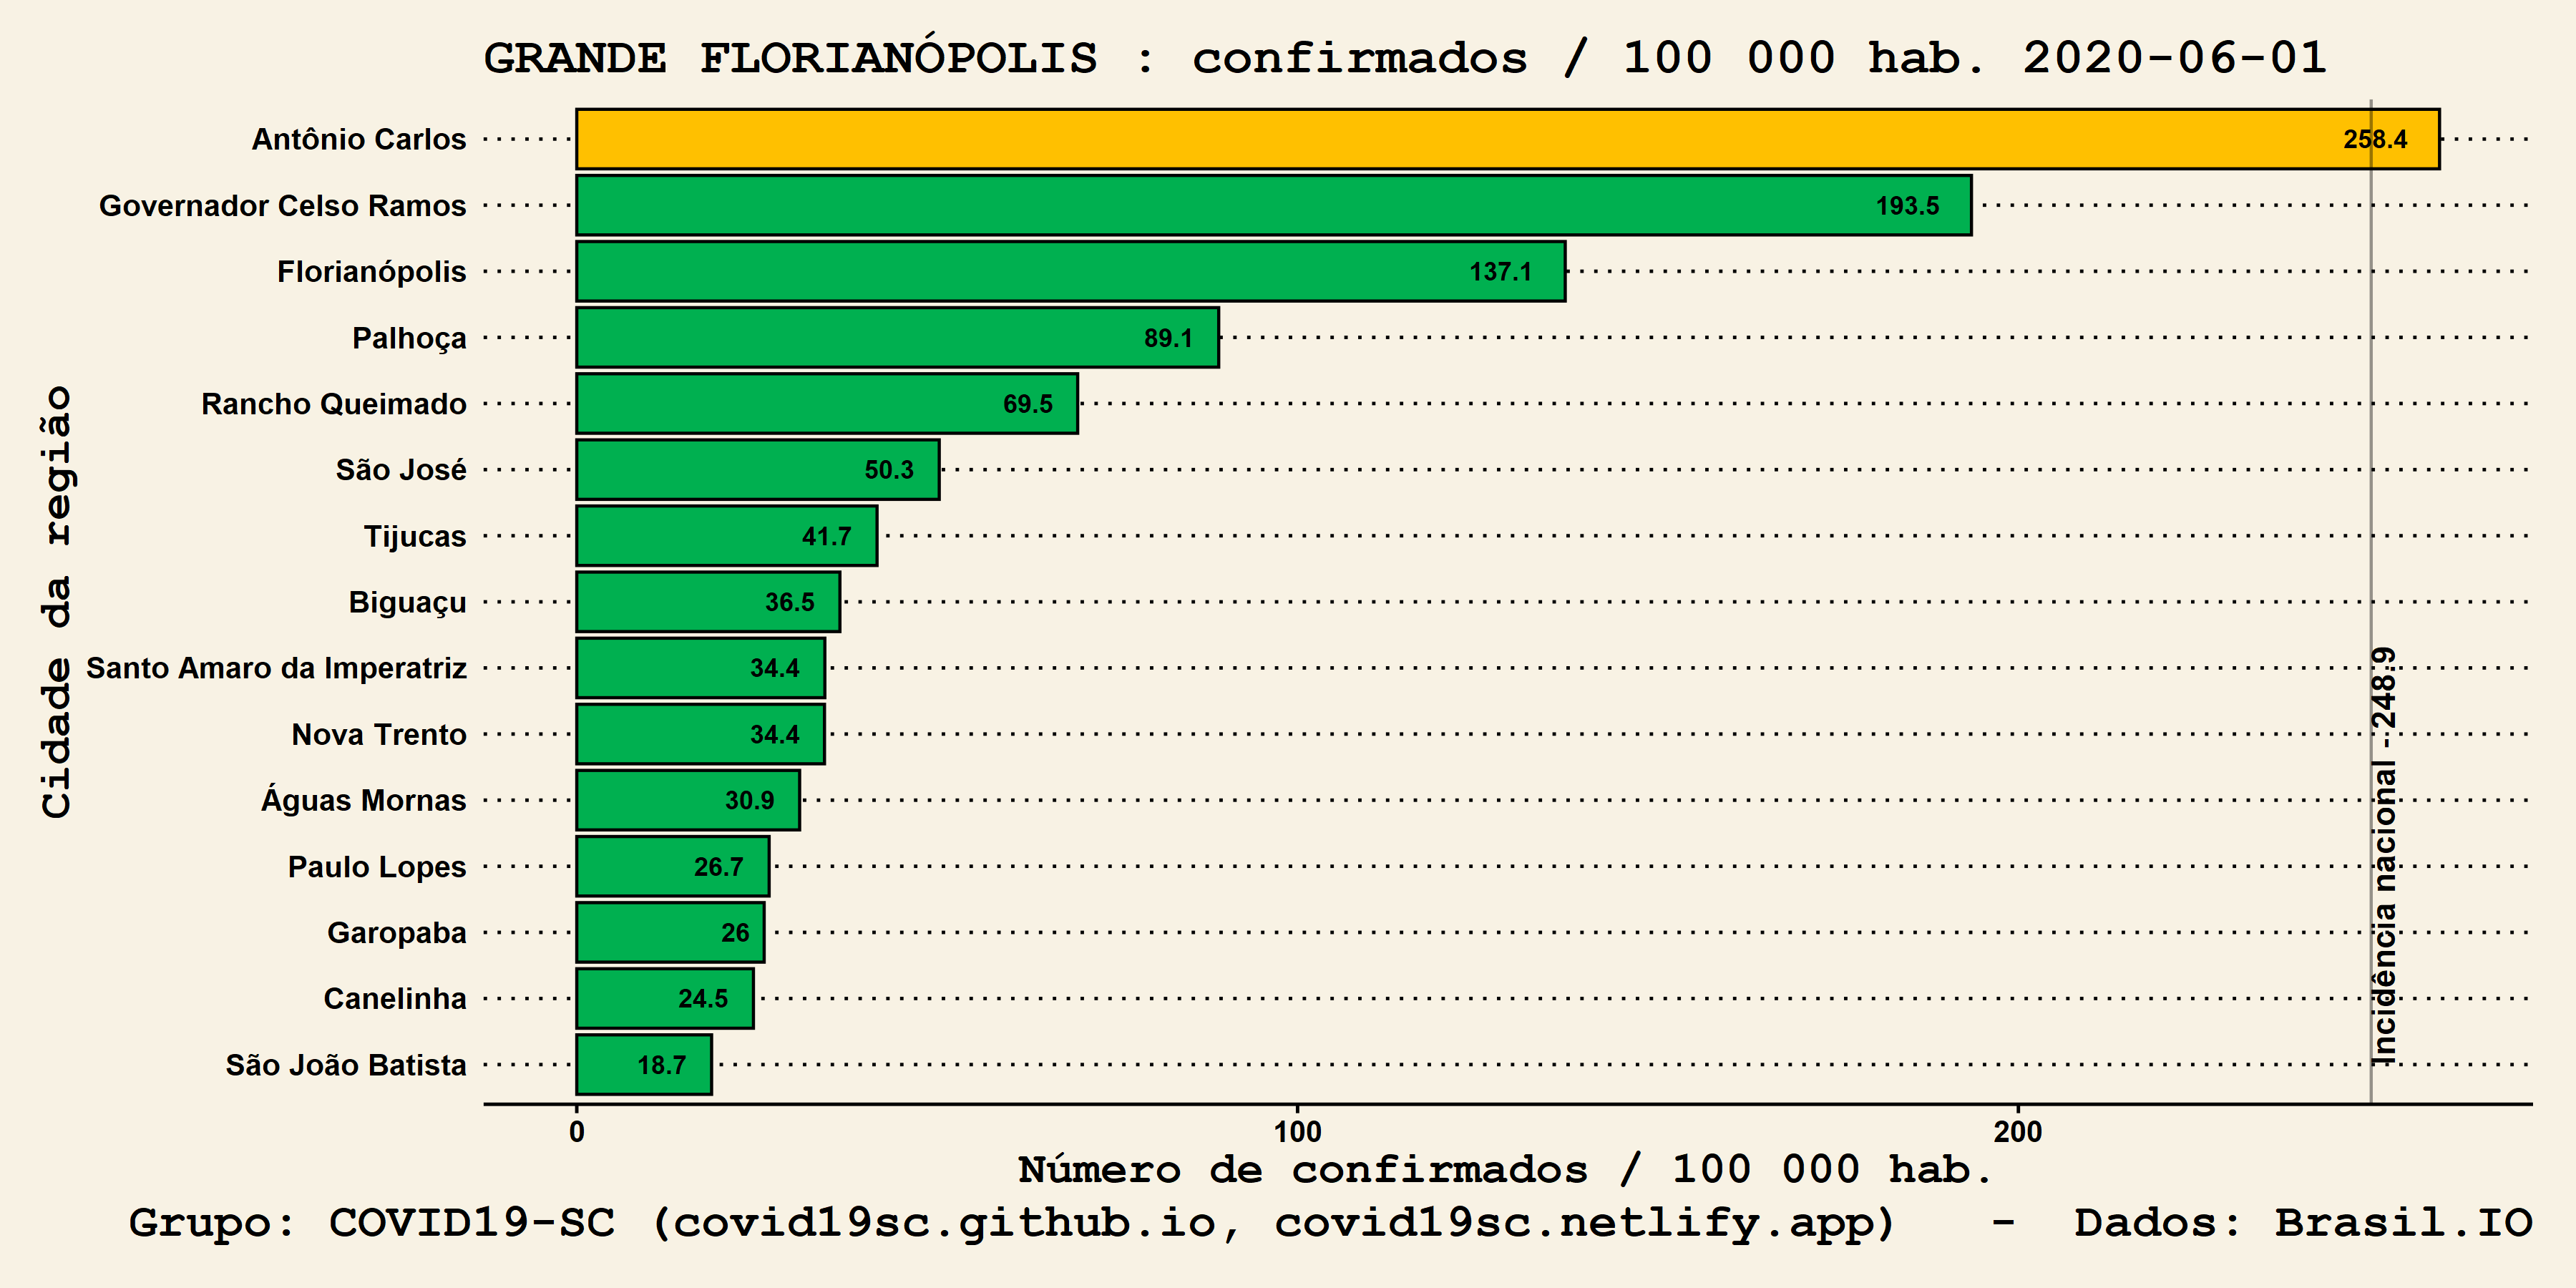 GRANDE FLORIANÓPOLIS : confirmados / 100 000 hab. 2020-06-01
Cidade da região
Antônio Carlos 258.4
Governador Celso Ramos 193.5
Florianópolis 137.1
Palhoça 89.1
Rancho Queimado 69.5
São José 50.3
Tijucas 41.7
Biguaçu 36.5
Santo Amaro da Imperatriz 34.4
Nova Trento 34.4
Águas Mornas 30.9
Paulo Lopes 26.7
Garopaba 26
Canelinha 24.5
São João Batista 18.7
Incidência nacional - 248.9
0 100 200
Número de confirmados / 100 000 hab.
Grupo: COVID19-SC (covid19sc.github.io, covid19sc.netlify.app) - Dados: Brasil.IO